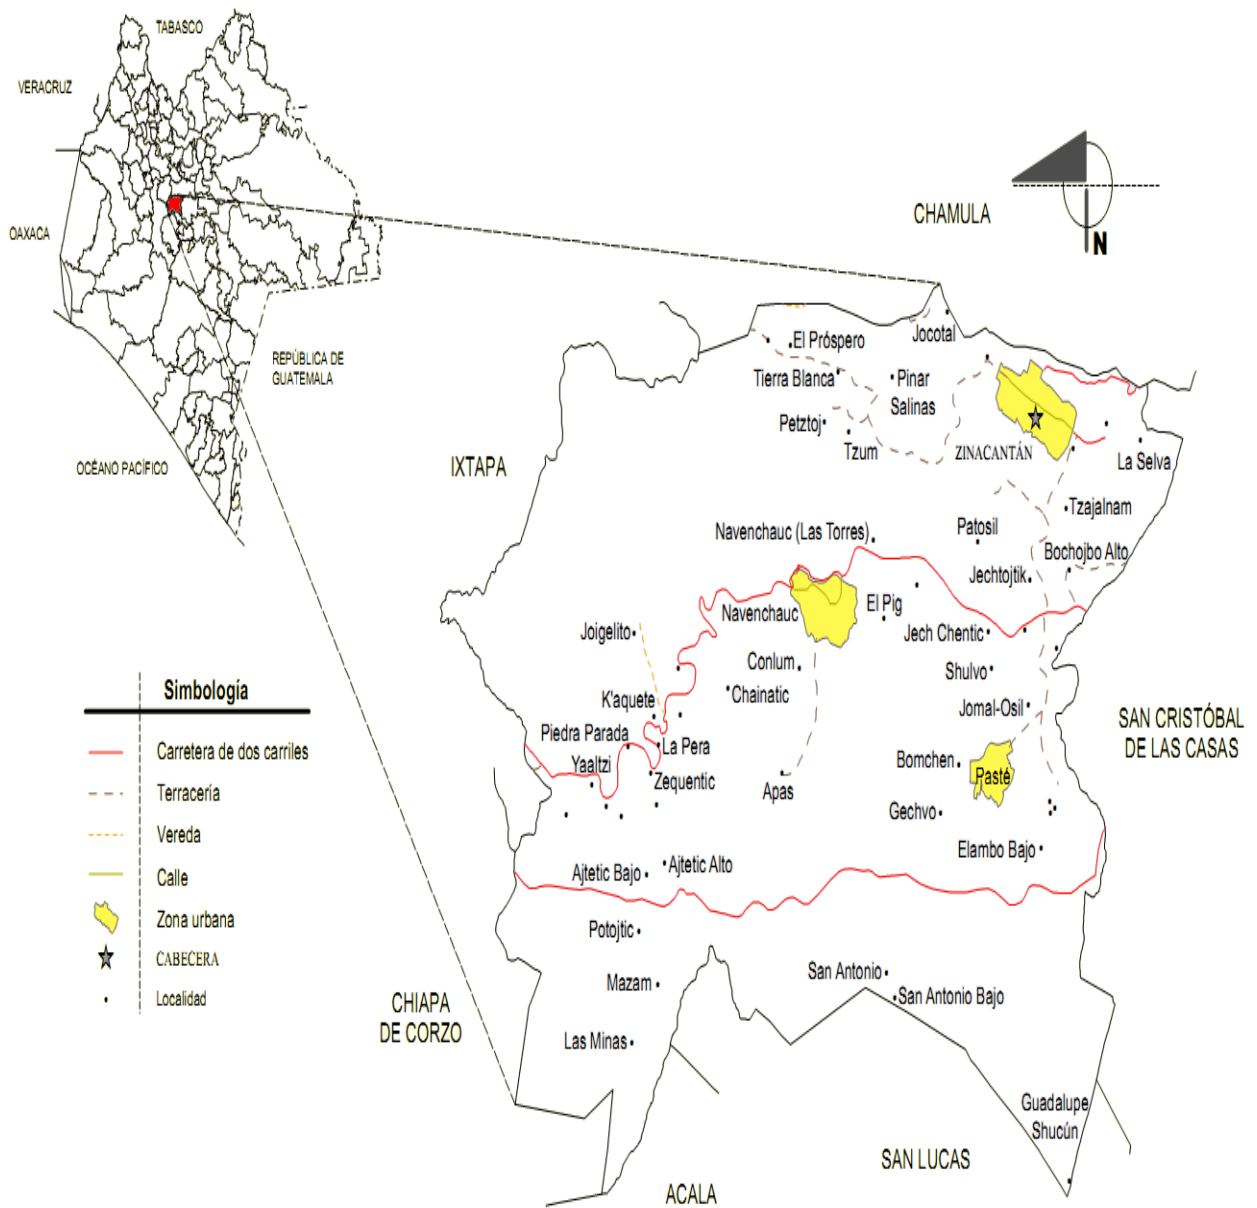 TABASCO
VERACRUZ
OAXACA
REPÚBLICA DE
GUATEMALA
OCÉANO PACÍFICO
CHAMULA
N
Jocotal
El Próspero
Tierra Blanca
Pinar
Salinas
Petztoj
Tzum
ZINACANTÁN
La Selva
IXTAPA
Tzajalnam
Navenchauc (Las Torres)
Patosil
Bochojbo Alto
Jechtojtik
Navenchauc
El Pig
Joigelito
Jech Chentic
Conlum
Shulvo
Chainatic
K'aquete
Jomal-Osil
SAN CRISTÓBAL
DE LAS CASAS
Piedra Parada
La Pera
Yaaltzi
Bomchen
Pasté
Zequentic
Apas
Gechvo
Elambo Bajo
Ajtetic Bajo
Ajtetic Alto
Potojtic
Mazam
San Antonio
San Antonio Bajo
CHIAPA
DE CORZO
Las Minas
Guadalupe
Shucún
SAN LUCAS
ACALA
Simbología
Carretera de dos carriles
Terracería
Vereda
Calle
Zona urbana
CABECERA
Localidad